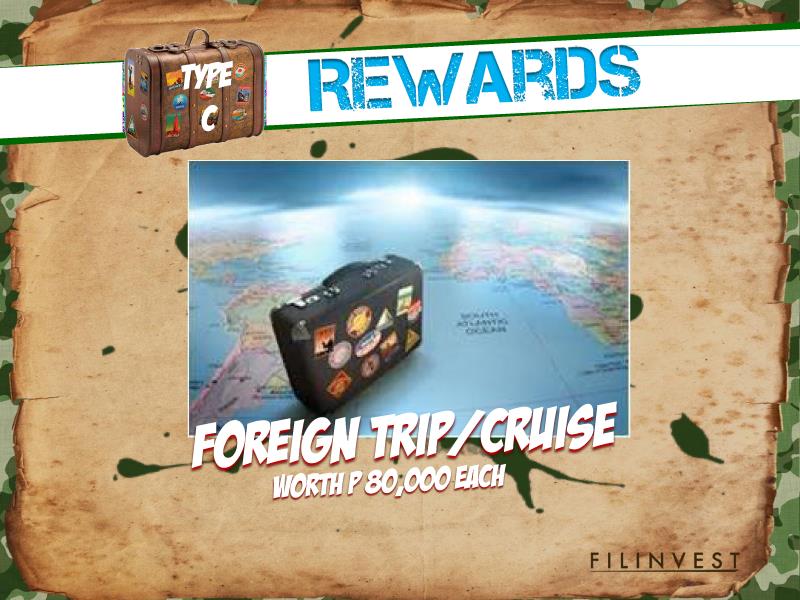 TYPE
C
REWARDS
SOUTH
ATLANTIC
OCEAN
FOREIGN TRIP/CRUISE
WORTH P 80,000 EACH
FILINVEST